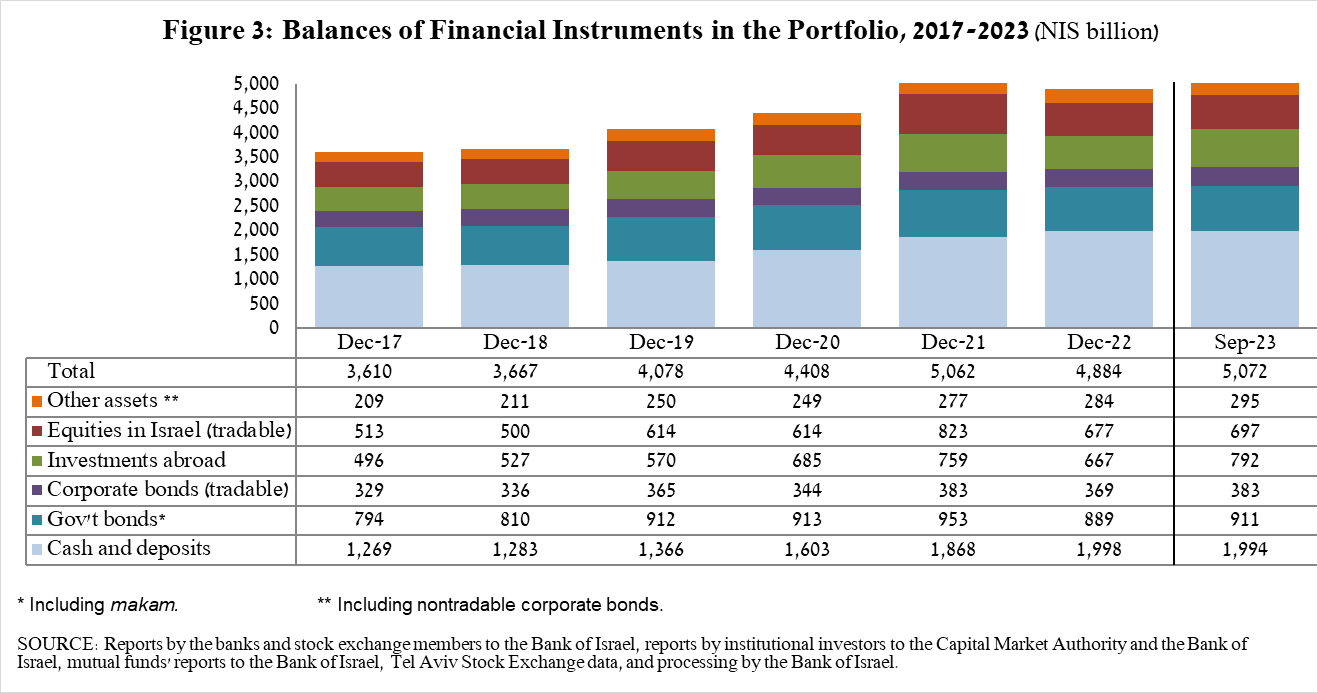 Figure 3: Balances of Financial Instruments in the Portfolio, 2017-2023 (NIS billion)
5,000
4,500
4,000
3,500
3,000
2,500
2,000
1,500
1,000
500
0
Dec-17 Dec-18 Dec-19 Dec-20 Dec-21 Dec-22 Sep-23
Total 3,610 3,667 4,078 4,408 5,062 4,884 5,072
Other assets ** 209 211 250 249 277 284 295
Equities in Israel (tradable) 513 500 614 614 823 677 697
Investments abroad 496 527 570 685 759 667 792
Corporate bonds (tradable) 329 336 365 344 383 369 383
Gov't bonds* 794 810 912 913 953 889 911
Cash and deposits 1,269 1,283 1,366 1,603 1,868 1,998 1,994
* Including makam. ** Including nontradable corporate bonds.
SOURCE: Reports by the banks and stock exchange members to the Bank of Israel, reports by institutional investors to the Capital Market Authority and the Bank of
Israel, mutual funds' reports to the Bank of Israel, Tel Aviv Stock Exchange data, and processing by the Bank of Israel.